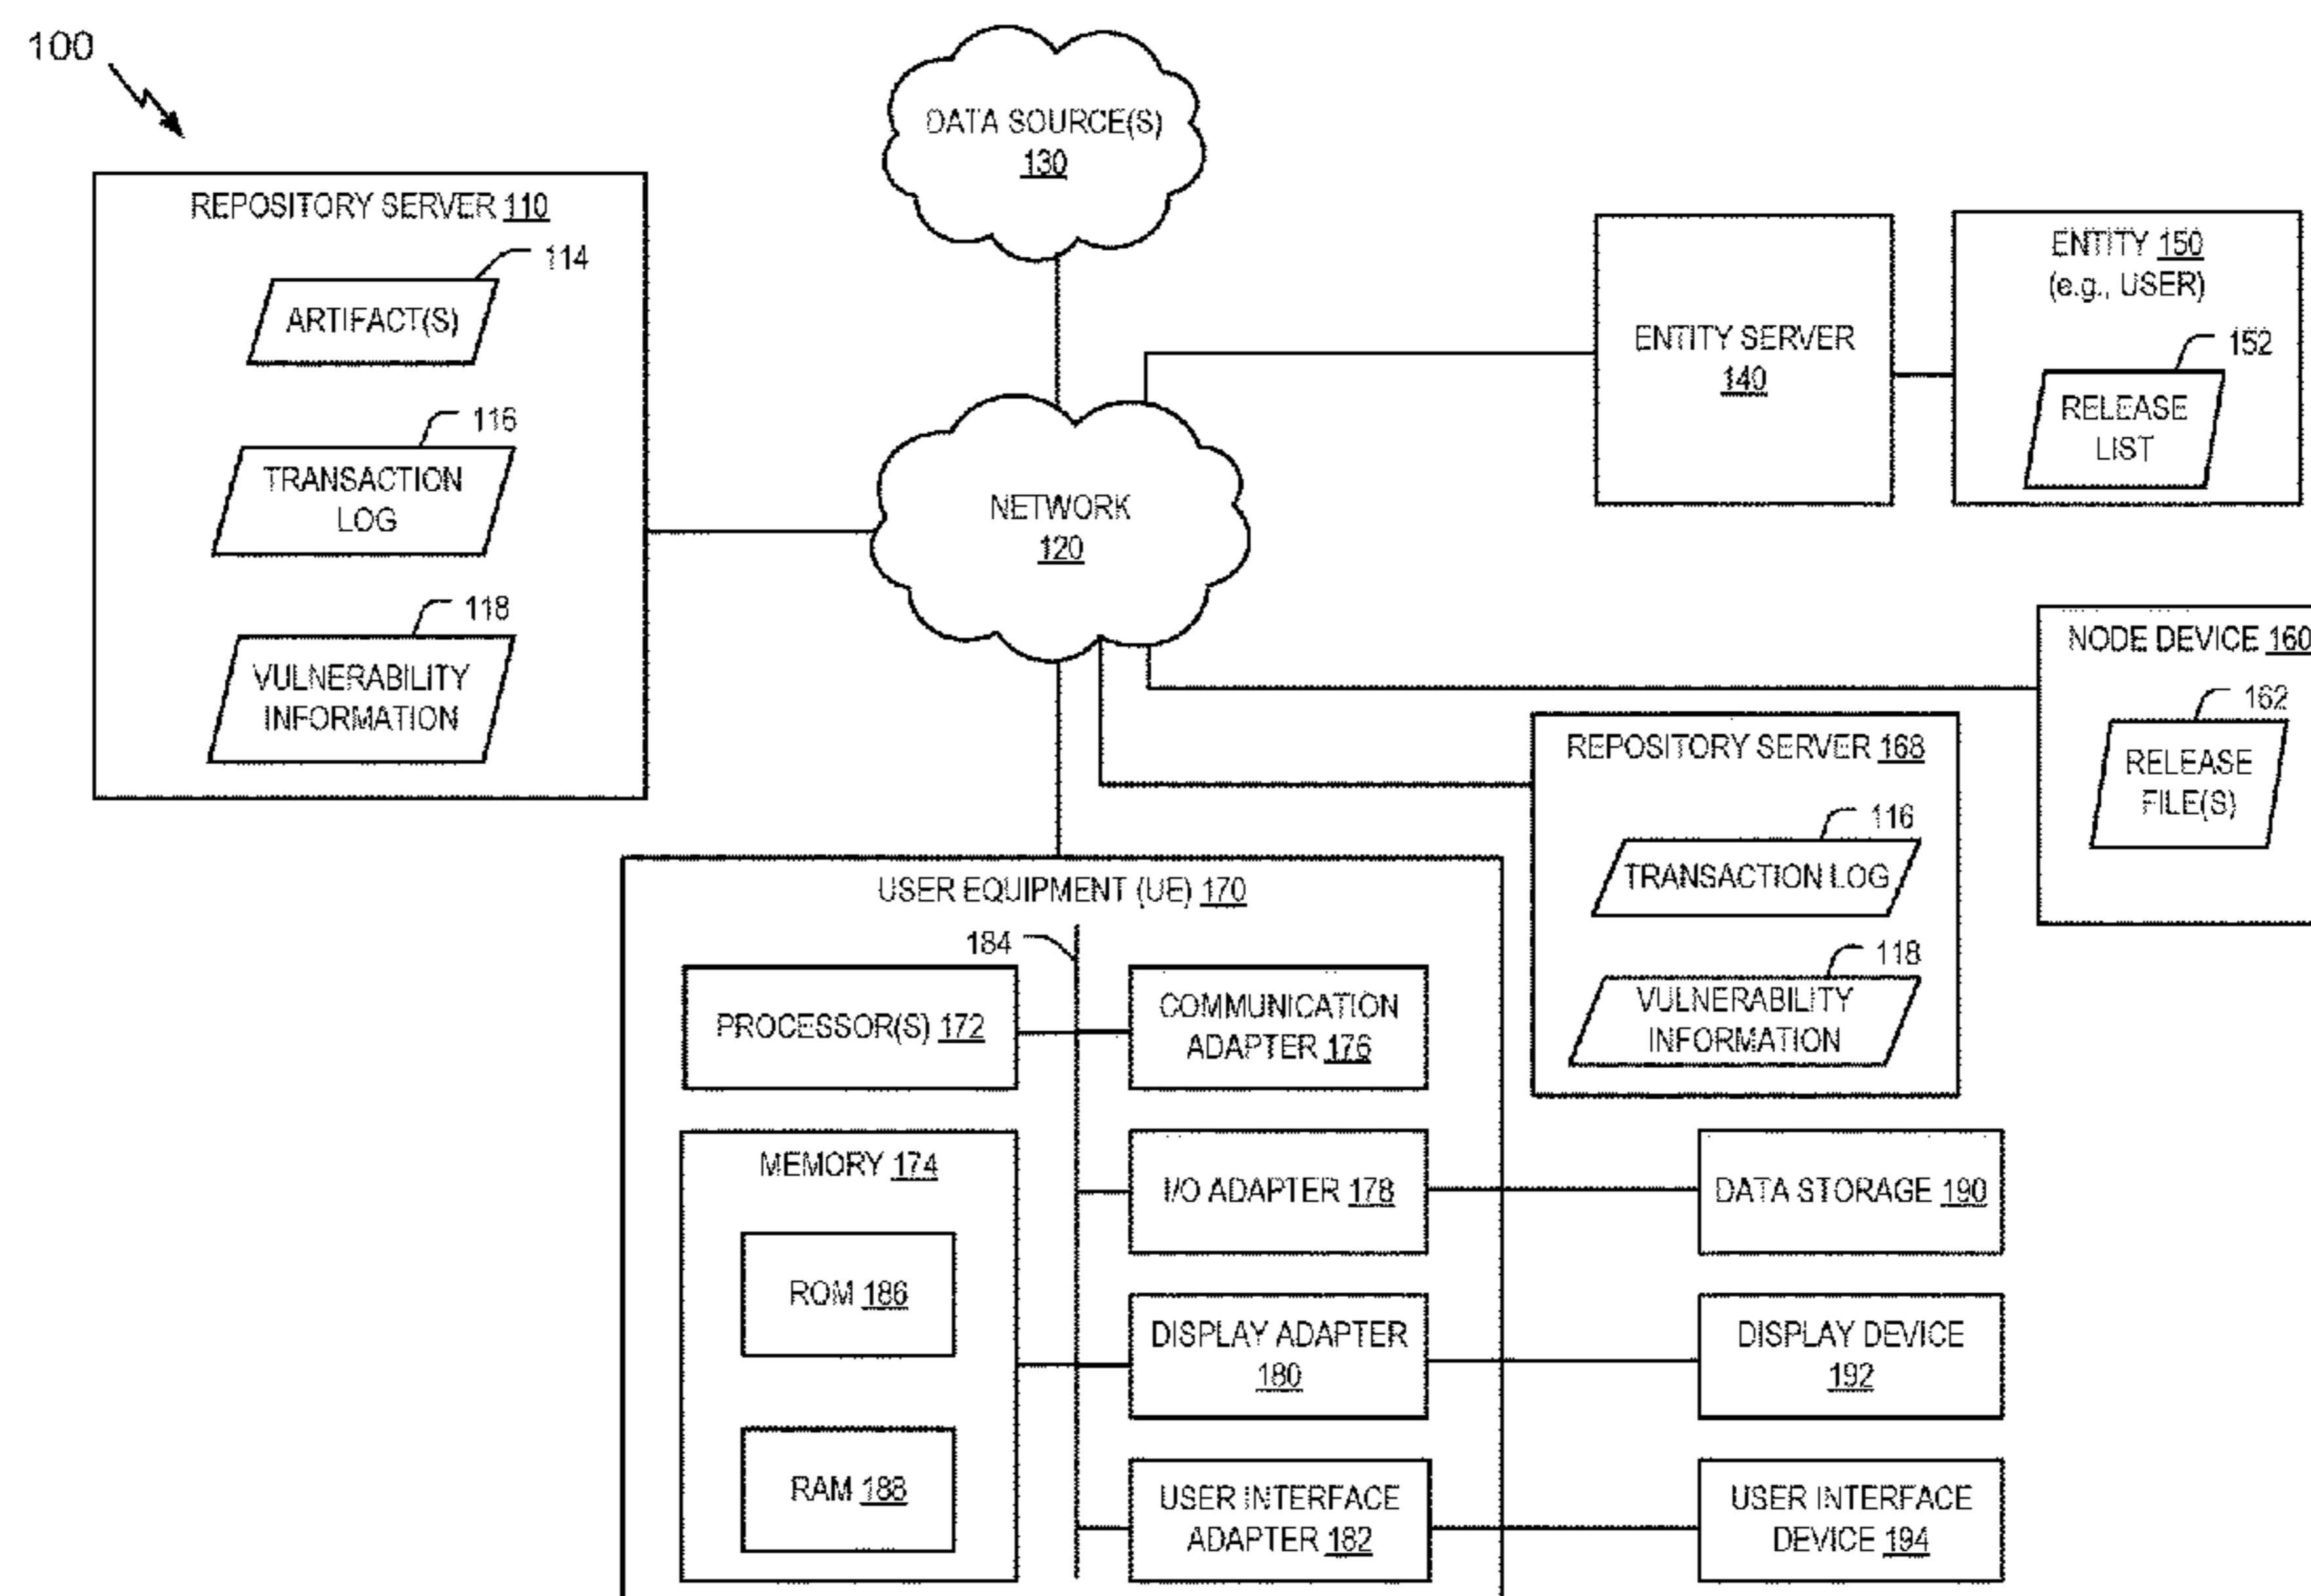 100
DATA SOURCE(S)
130
REPOSITORY SERVER 110
114
ARTIFACT(S)
116
TRANSACTION
LOG
118
VULNERABILITY
INFORMATION
NETWORK
120
ENTITY SERVER
140
ENTITY 150
(e.g., USER)
152
RELEASE
LIST
NODE DEVICE 160
162
RELEASE
FILE(S)
REPOSITORY SERVER 168
116
TRANSACTION LOG
118
VULNERABILITY
INFORMATION
USER EQUIPMENT (UE) 170
184
PROCESSOR(S) 172
COMMUNICATION
ADAPTER 176
MEMORY 174
ROM 186
RAM 188
I/O ADAPTER 178
DATA STORAGE 190
DISPLAY ADAPTER
180
DISPLAY DEVICE
192
USER INTERFACE
ADAPTER 182
USER INTERFACE
DEVICE 194